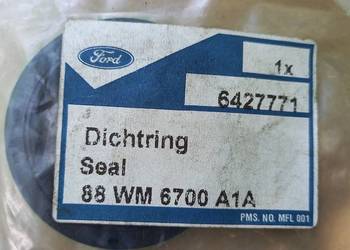 Ford
1x
6427771
Dichtring
Seal
88 WM 6700 A1A
PMS. NO. MFL 001